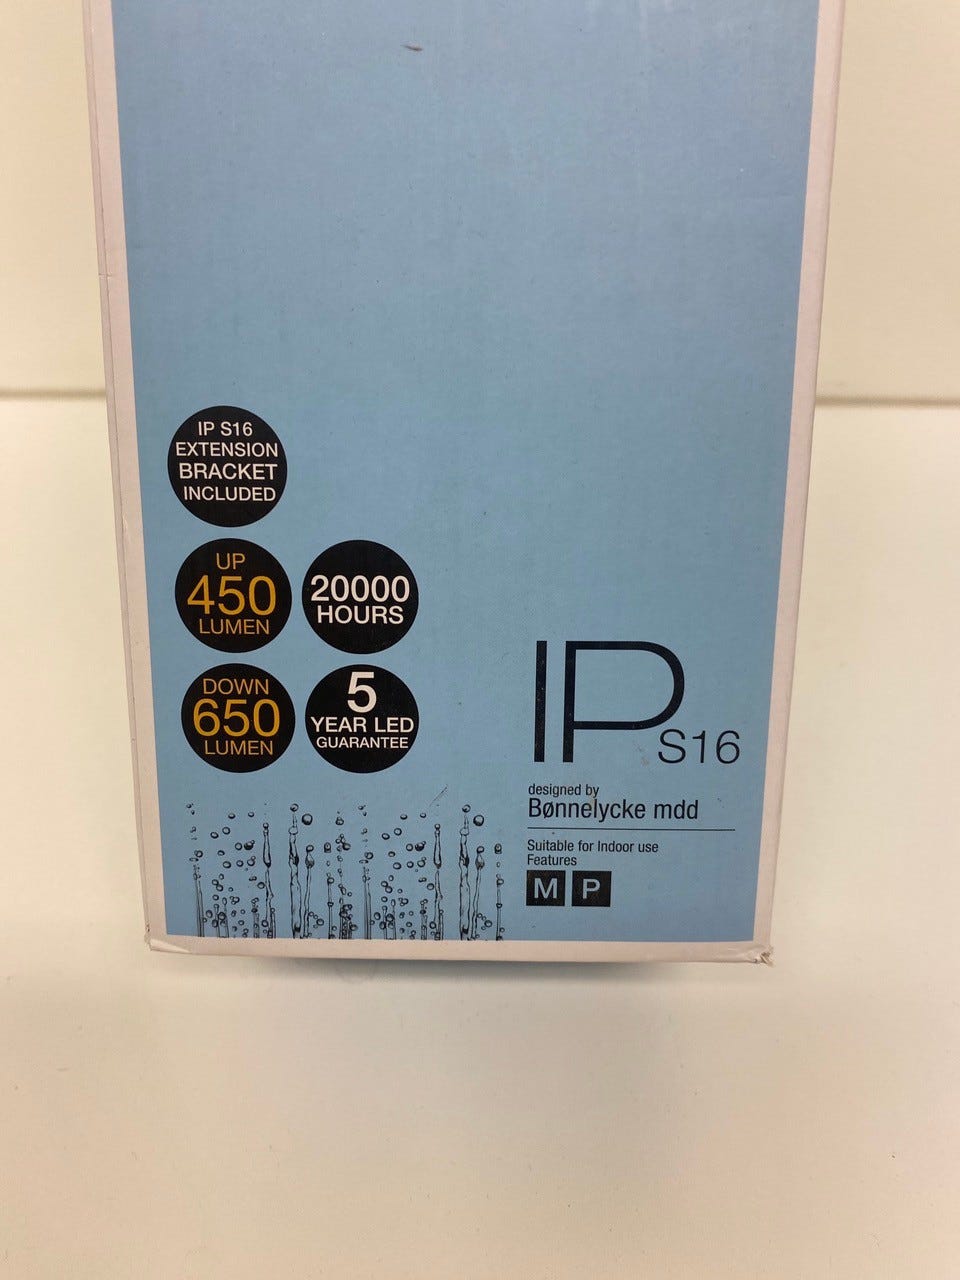 IP S16
EXTENSION
BRACKET
INCLUDED
UP
450
LUMEN
20000
HOURS
DOWN
650
LUMEN
5
YEAR LED
GUARANTEE
IP S16
designed by
Bønnelycke mdd
Suitable for Indoor use
Features
M P